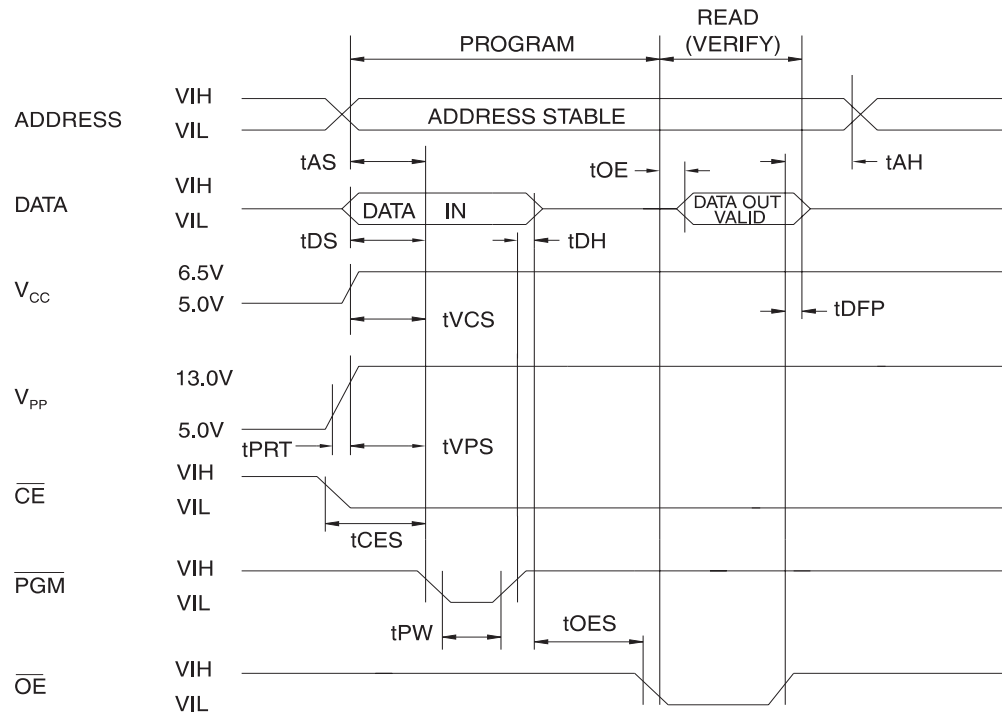 READ
PROGRAM (VERIFY)
ADDRESS VIH
VIL ADDRESS STABLE
tAS tOE tAH
DATA VIH
VIL DATA IN DATA OUT
VALID
tDS tDH
VCC 6.5V
5.0V
tVCS tDFP
VPP 13.0V
5.0V
tPRT tVPS
CE VIH
VIL
tCES
PGM VIH
VIL
tPW tOES
OE VIH
VIL